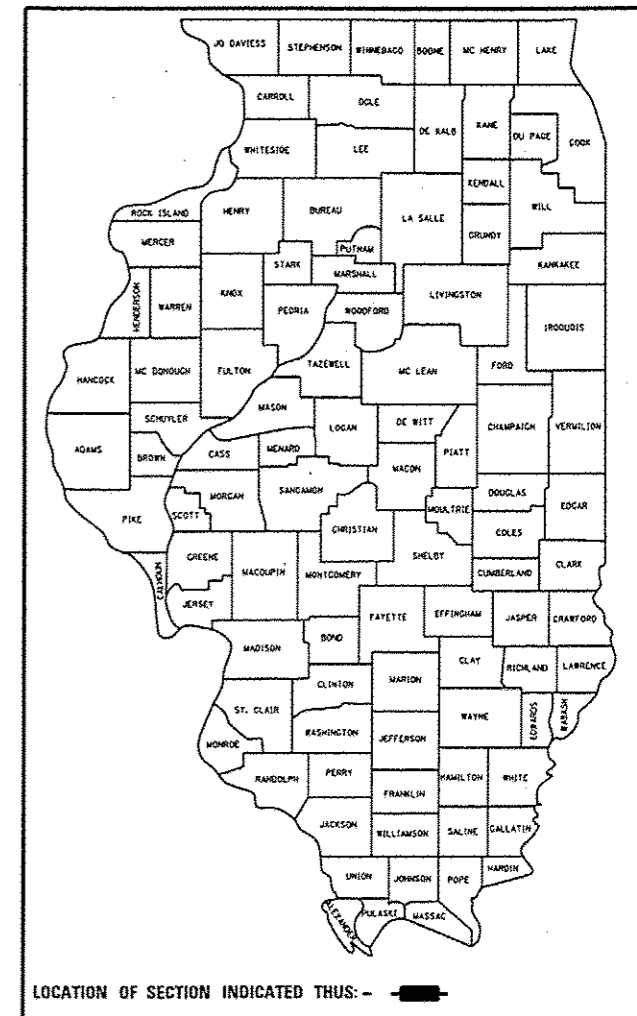 JO DAVIESS STEPHENSON WINNEBAGO BOONE MC HENRY LAKE
CARROLL OGLE DE KALB KANE DU PAGE COOK
WHITESIDE LEE
KENDALL WILL
ROCK ISLAND HENRY BUREAU LA SALLE GRUNDY
MERCER PUTNAM KANKAKEE
STARK MARSHALL
HENDERSON WARREN KNOX PEORIA WOODFORD LIVINGSTON IROQUOIS
HANCOCK MC DONOUGH FULTON TAZEWELL MC LEAN FORD
MASON
SCHUYLER LOGAN DE WITT CHAMPAIGN VERMILION
ADAMS BROWN CASS MENARD MACON PIATT
MORGAN SANGAMON DOUGLAS
PIKE SCOTT CHRISTIAN MOULTRIE COLES EDGAR
GREENE MACOUPIN MONTGOMERY SHELBY CUMBERLAND CLARK
CALHOUN JERSEY
FAYETTE EFFINGHAM JASPER CRAWFORD
MADISON BOND
CLAY RICHLAND LAWRENCE
CLINTON MARION
ST. CLAIR WAYNE EDWARDS WABASH
WASHINGTON JEFFERSON
MONROE
RANDOLPH PERRY HAMILTON WHITE
FRANKLIN
JACKSON WILLIAMSON SALINE GALLATIN
HARDIN
UNION JOHNSON POPE
ALEXANDER PULASKI MASSAC
LOCATION OF SECTION INDICATED THUS: -